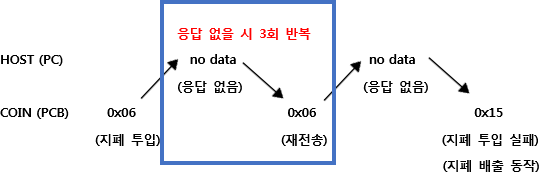 응답 없을 시 3회 반복
HOST (PC)
no data
no data
(응답 없음)
(응답 없음)
COIN (PCB)
0x06
0x06
0x15
(지폐 투입)
(재전송)
(지폐 투입 실패)
(지폐 배출 동작)